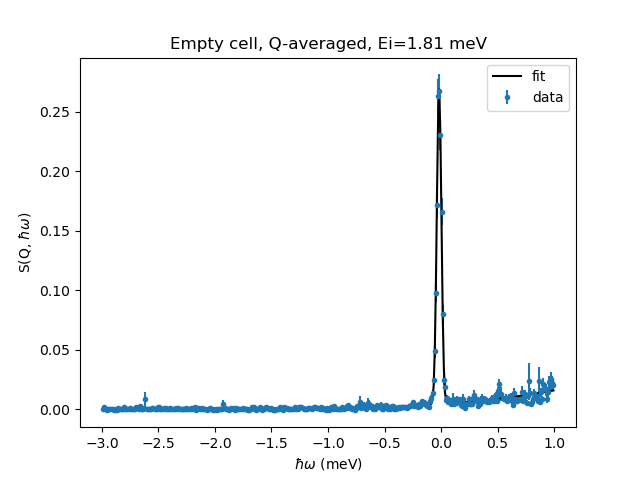 Empty cell, Q-averaged, Ei=1.81 meV
fit
data
S(Q, ℏω)
0.25
0.20
0.15
0.10
0.05
0.00
−3.0 −2.5 −2.0 −1.5 −1.0 −0.5 0.0 0.5 1.0
ℏω (meV)